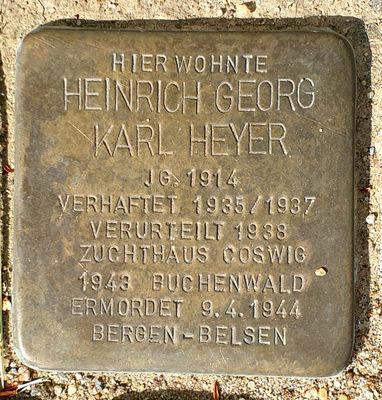 HIER WOHNTE
HEINRICH GEORG
KARL HEYER
JG. 1914
VERHAFTET 1935/1937
VERURTEILT 1938
ZUCHTHAUS COSWIG
1943 BUCHENWALD
ERMORDET 9.4.1944
BERGEN-BELSEN